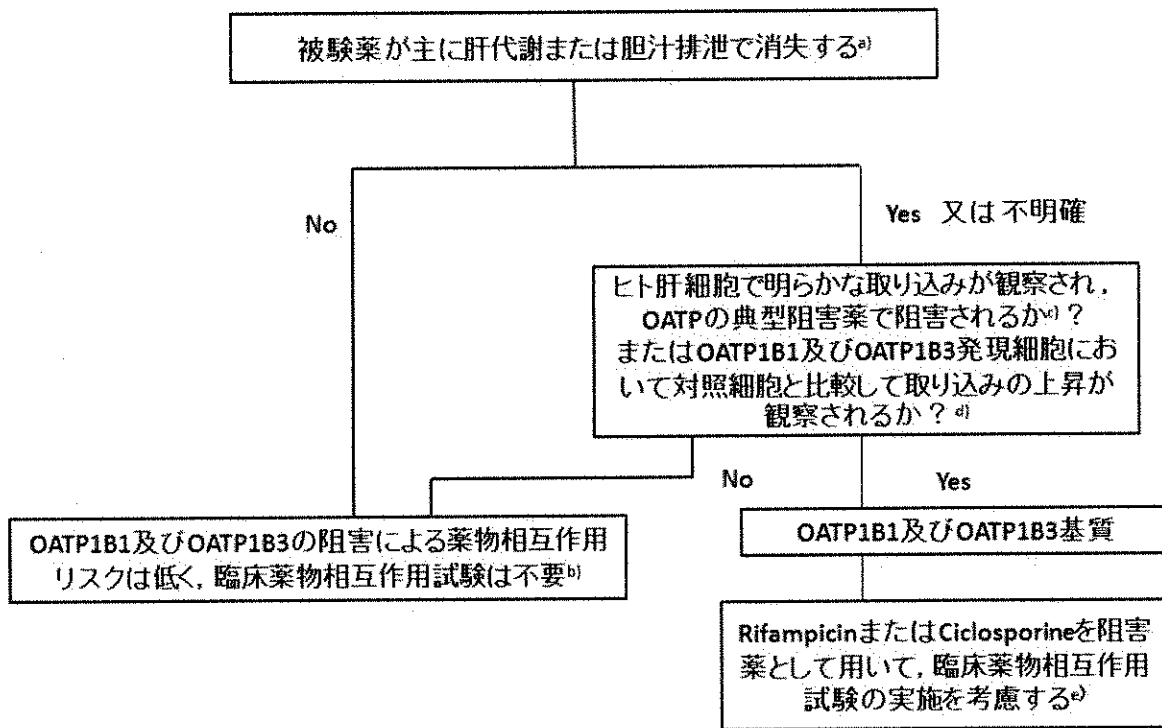 被験薬が主に肝代謝または胆汁排泄で消失するa)
No
Yes 又は 不明確
ヒト肝細胞で明らかな取り込みが観察され,
OATPの典型阻害薬で阻害されるかc)?
またはOATP1B1及びOATP1B3発現細胞にお
いて対照細胞と比較して取り込みの上昇が
観察されるか?d)
No
Yes
OATP1B1及びOATP1B3の阻害による薬物相互作用
リスクは低く,臨床薬物相互作用試験は不要b)
OATP1B1及びOATP1B3基質
RifampicinまたはCiclosporineを阻害
薬として用いて,臨床薬物相互作用
試験の実施を考慮するe)